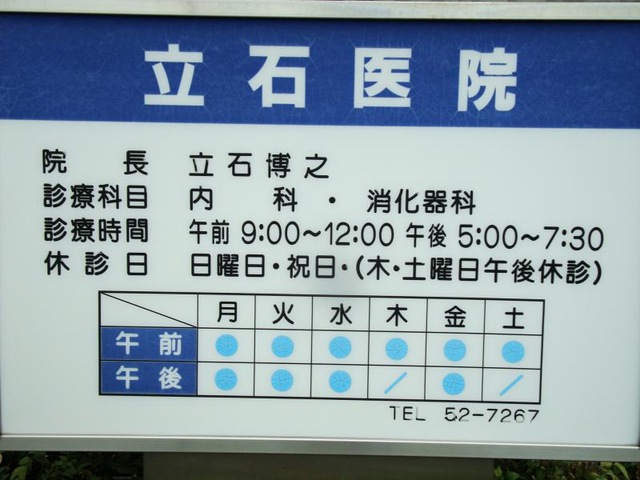 立石医院
院長 立石博之
診療科目 内科・消化器科
診療時間 午前 9:00～12:00 午後 5:00～7:30
休診日 日曜日・祝日・(木・土曜日午後休診)
月 火 水 木 金 土
午前 ● ● ● ● ● ●
午後 ● ● ● ／ ● ／
TEL 52-7267